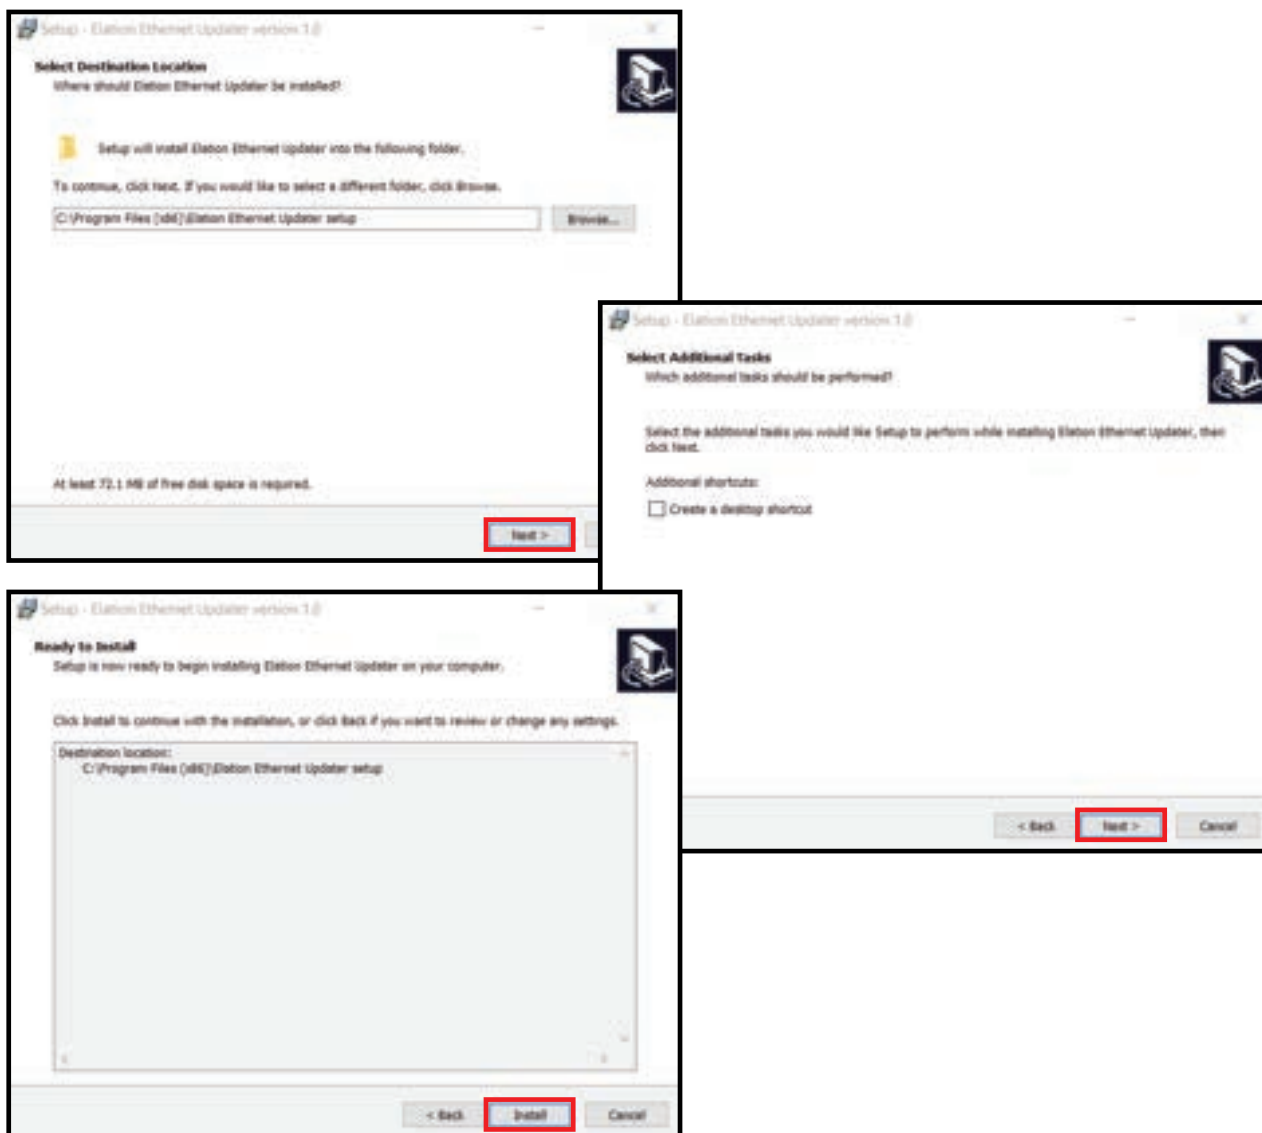 Setup - Elation Ethernet Updater version 1.0
Select Destination Location
Where should Elation Ethernet Updater be installed?
Setup will install Elation Ethernet Updater into the following folder.
To continue, click Next. If you would like to select a different folder, click Browse.
C:\Program Files (x86)\Elation Ethernet Updater setup
Browse...
At least 72.1 MB of free disk space is required.
Next >
Setup - Elation Ethernet Updater version 1.0
Select Additional Tasks
Which additional tasks should be performed?
Select the additional tasks you would like Setup to perform while installing Elation Ethernet Updater, then
click Next.
Additional shortcuts:
Create a desktop shortcut
< Back Next > Cancel
Setup - Elation Ethernet Updater version 1.0
Ready to Install
Setup is now ready to begin installing Elation Ethernet Updater on your computer.
Click Install to continue with the installation, or click Back if you want to review or change any settings.
Destination location:
C:\Program Files (x86)\Elation Ethernet Updater setup
< Back Install Cancel